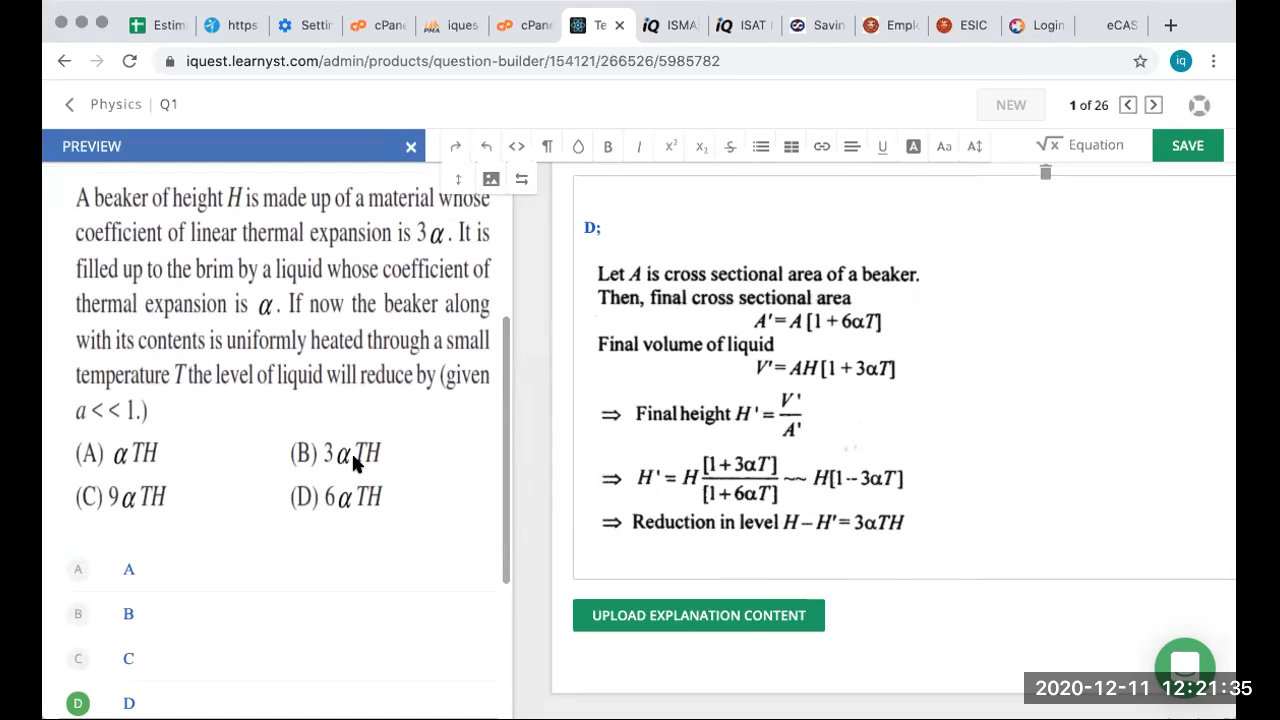 Estim
https
Settir
cPane
iques
cPane
Te
ISMA
ISAT
Savin
Emplo
ESIC
Login
eCAS
iquest.learnyst.com/admin/products/question-builder/154121/266526/5985782
iq
Physics | Q1
NEW
1 of 26
PREVIEW
Equation
SAVE
A beaker of height H is made up of a material whose
coefficient of linear thermal expansion is 3α. It is
filled up to the brim by a liquid whose coefficient of
thermal expansion is α. If now the beaker along
with its contents is uniformly heated through a small
temperature T the level of liquid will reduce by (given
a < < 1.)
(A) αTH (B) 3αTH
(C) 9αTH (D) 6αTH
A A
B B
C C
D D
D;
Let A is cross sectional area of a beaker.
Then, final cross sectional area
A' = A [1 + 6αT]
Final volume of liquid
V' = AH [1 + 3αT]
⇒ Final height H' = V' / A'
⇒ H' = H [1+3αT] / [1+6αT] ~~ H[1 - 3αT]
⇒ Reduction in level H – H' = 3αTH
UPLOAD EXPLANATION CONTENT
2020-12-11 12:21:35